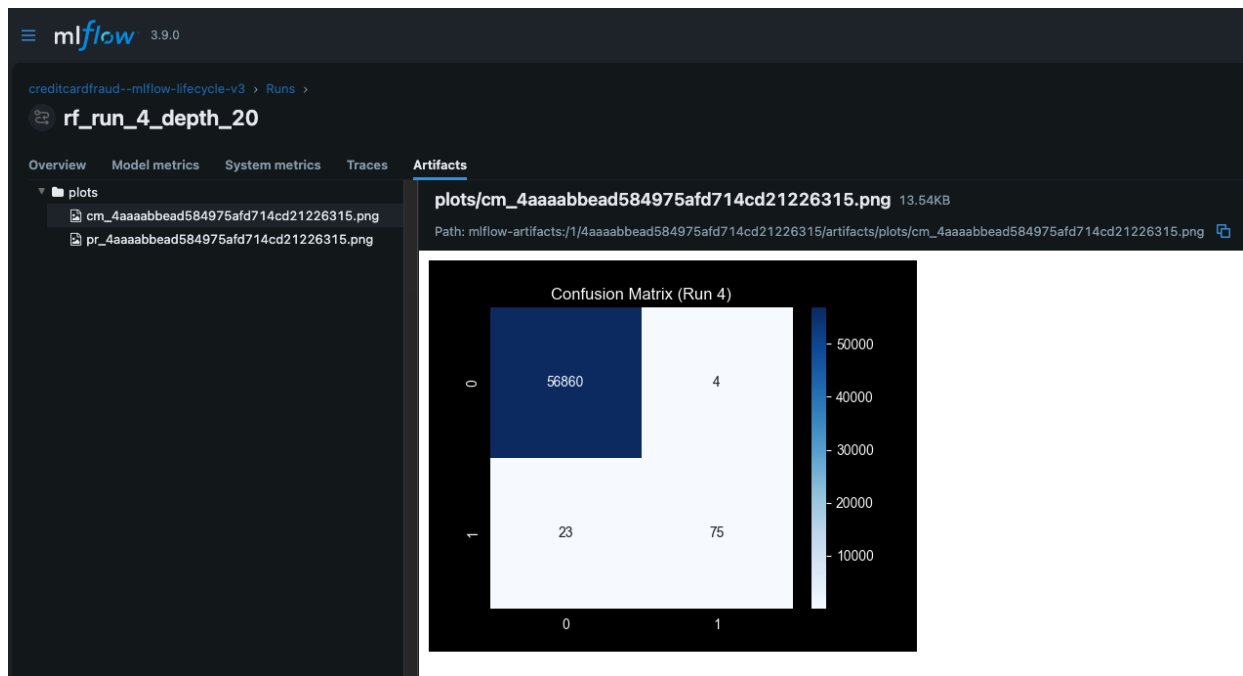 mlflow 3.9.0
creditcardfraud--mlflow-lifecycle-v3 › Runs ›
rf_run_4_depth_20
Overview Model metrics System metrics Traces Artifacts
plots
cm_4aaaabbead584975afd714cd21226315.png
pr_4aaaabbead584975afd714cd21226315.png
plots/cm_4aaaabbead584975afd714cd21226315.png 13.54KB
Path: mlflow-artifacts:/1/4aaaabbead584975afd714cd21226315/artifacts/plots/cm_4aaaabbead584975afd714cd21226315.png
Confusion Matrix (Run 4)
0 56860 4
1 23 75
0 1
50000
40000
30000
20000
10000